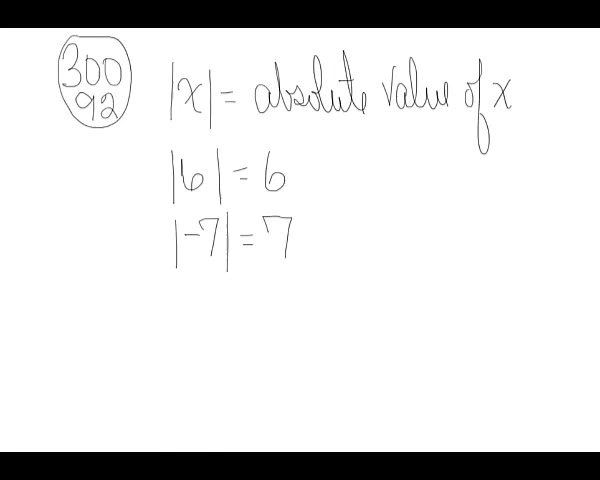 300
92
|x| = absolute value of x
|6| = 6
|-7| = 7